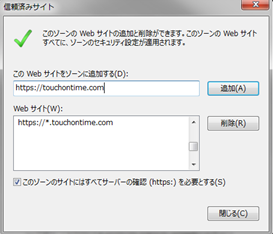 信頼済みサイト
このゾーンの Web サイトの追加と削除ができます。このゾーンの Web サイト
すべてに、ゾーンのセキュリティ設定が適用されます。
この Web サイトをゾーンに追加する(D):
https://touchontime.com
追加(A)
Web サイト(W):
https://*.touchontime.com
削除(R)
このゾーンのサイトにはすべてサーバーの確認 (https:) を必要とする(S)
閉じる(C)